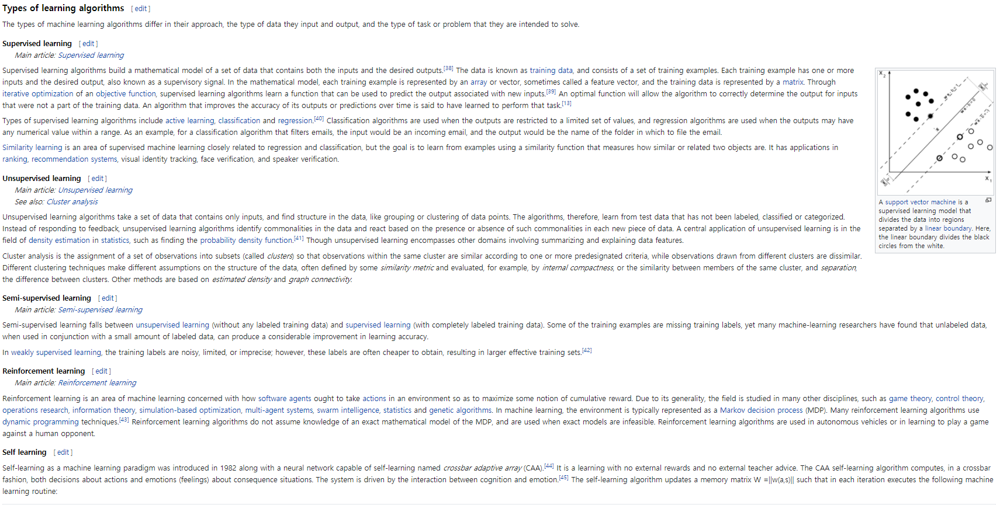 Types of learning algorithms [edit]
The types of machine learning algorithms differ in their approach, the type of data they input and output, and the type of task or problem that they are intended to solve.
Supervised learning [edit]
Main article: Supervised learning
Supervised learning algorithms build a mathematical model of a set of data that contains both the inputs and the desired outputs.[38] The data is known as training data, and consists of a set of training examples. Each training example has one or more
inputs and the desired output, also known as a supervisory signal. In the mathematical model, each training example is represented by an array or vector, sometimes called a feature vector, and the training data is represented by a matrix. Through
iterative optimization of an objective function, supervised learning algorithms learn a function that can be used to predict the output associated with new inputs.[39] An optimal function will allow the algorithm to correctly determine the output for inputs
that were not a part of the training data. An algorithm that improves the accuracy of its outputs or predictions over time is said to have learned to perform that task.[13]
Types of supervised learning algorithms include active learning, classification and regression.[40] Classification algorithms are used when the outputs are restricted to a limited set of values, and regression algorithms are used when the outputs may have
any numerical value within a range. As an example, for a classification algorithm that filters emails, the input would be an incoming email, and the output would be the name of the folder in which to file the email.
Similarity learning is an area of supervised machine learning closely related to regression and classification, but the goal is to learn from examples using a similarity function that measures how similar or related two objects are. It has applications in
ranking, recommendation systems, visual identity tracking, face verification, and speaker verification.
X2
X1
A support vector machine is a
supervised learning model that
divides the data into regions
separated by a linear boundary. Here,
the linear boundary divides the black
circles from the white.
Unsupervised learning [edit]
Main article: Unsupervised learning
See also: Cluster analysis
Unsupervised learning algorithms take a set of data that contains only inputs, and find structure in the data, like grouping or clustering of data points. The algorithms, therefore, learn from test data that has not been labeled, classified or categorized.
Instead of responding to feedback, unsupervised learning algorithms identify commonalities in the data and react based on the presence or absence of such commonalities in each new piece of data. A central application of unsupervised learning is in the
field of density estimation in statistics, such as finding the probability density function.[41] Though unsupervised learning encompasses other domains involving summarizing and explaining data features.
Cluster analysis is the assignment of a set of observations into subsets (called clusters) so that observations within the same cluster are similar according to one or more predesignated criteria, while observations drawn from different clusters are dissimilar.
Different clustering techniques make different assumptions on the structure of the data, often defined by some similarity metric and evaluated, for example, by internal compactness, or the similarity between members of the same cluster, and separation,
the difference between clusters. Other methods are based on estimated density and graph connectivity.
Semi-supervised learning [edit]
Main article: Semi-supervised learning
Semi-supervised learning falls between unsupervised learning (without any labeled training data) and supervised learning (with completely labeled training data). Some of the training examples are missing training labels, yet many machine-learning researchers have found that unlabeled data,
when used in conjunction with a small amount of labeled data, can produce a considerable improvement in learning accuracy.
In weakly supervised learning, the training labels are noisy, limited, or imprecise; however, these labels are often cheaper to obtain, resulting in larger effective training sets.[42]
Reinforcement learning [edit]
Main article: Reinforcement learning
Reinforcement learning is an area of machine learning concerned with how software agents ought to take actions in an environment so as to maximize some notion of cumulative reward. Due to its generality, the field is studied in many other disciplines, such as game theory, control theory,
operations research, information theory, simulation-based optimization, multi-agent systems, swarm intelligence, statistics and genetic algorithms. In machine learning, the environment is typically represented as a Markov decision process (MDP). Many reinforcement learning algorithms use
dynamic programming techniques.[43] Reinforcement learning algorithms do not assume knowledge of an exact mathematical model of the MDP, and are used when exact models are infeasible. Reinforcement learning algorithms are used in autonomous vehicles or in learning to play a game
against a human opponent.
Self learning [edit]
Self-learning as a machine learning paradigm was introduced in 1982 along with a neural network capable of self-learning named crossbar adaptive array (CAA).[44] It is a learning with no external rewards and no external teacher advice. The CAA self-learning algorithm computes, in a crossbar
fashion, both decisions about actions and emotions (feelings) about consequence situations. The system is driven by the interaction between cognition and emotion.[45] The self-learning algorithm updates a memory matrix W =||w(a,s)|| such that in each iteration executes the following machine
learning routine: